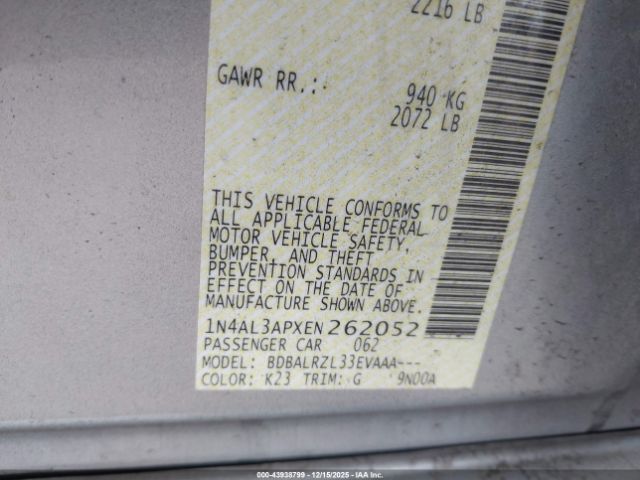 2216 LB
GAWR RR.: 940 KG
2072 LB
THIS VEHICLE CONFORMS TO
ALL APPLICABLE FEDERAL
MOTOR VEHICLE SAFETY,
BUMPER, AND THEFT
PREVENTION STANDARDS IN
EFFECT ON THE DATE OF
MANUFACTURE SHOWN ABOVE.
1N4AL3APXEN262052
PASSENGER CAR 062
MODEL: BDBALRZL33EVAAA---
COLOR: K23 TRIM: G 9N00A
000-43938799 - 12/15/2025 - IAA Inc.